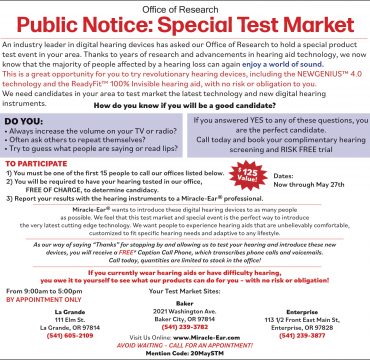 Office of Research
Public Notice: Special Test Market
An industry leader in digital hearing devices has asked our Office of Research to hold a special product
test event in your area. Thanks to years of research and advancements in hearing aid technology, we now
know that the majority of people affected by a hearing loss can again enjoy a world of sound.
This is a great opportunity for you to try revolutionary hearing devices, including the NEWGENIUS™ 4.0
technology and the ReadyFit™ 100% Invisible hearing aid, with no risk or obligation to you.
We need candidates in your area to test market the latest technology and new digital hearing
instruments.
How do you know if you will be a good candidate?
DO YOU:
• Always increase the volume on your TV or radio?
• Often ask others to repeat themselves?
• Try to guess what people are saying or read lips?
If you answered YES to any of these questions, you
are the perfect candidate.
Call today and book your complimentary hearing
screening and RISK FREE trial
TO PARTICIPATE
1) You must be one of the first 15 people to call our offices listed below.
2) You will be required to have your hearing tested in our office,
FREE OF CHARGE, to determine candidacy.
3) Report your results with the hearing instruments to a Miracle-Ear® professional.
$125
Value!
Dates:
Now through May 27th
Miracle-Ear® wants to introduce these digital hearing devices to as many people
as possible. We feel that this test market and special event is the perfect way to introduce
the very latest cutting edge technology. We want people to experience hearing aids that are unbelievably comfortable,
customized to fit specific hearing needs and adaptive to any lifestyle.
As our way of saying “Thanks” for stopping by and allowing us to test your hearing and introduce these new
devices, you will receive a FREE* Caption Call Phone, which transcribes phone calls and voicemails.
Call today, quantities are limited to stock in the office!
If you currently wear hearing aids or have difficulty hearing,
you owe it to yourself to see what our products can do for you – with no risk or obligation!
From 9:00am to 5:00pm
BY APPOINTMENT ONLY
Your Test Market Sites:
La Grande
111 Elm St.
La Grande, OR 97814
(541) 605-2109
Baker
2021 Washington Ave.
Baker City, OR 97814
(541) 239-3782
Enterprise
113 1/2 Front East Main St,
Enterprise, OR 97828
(541) 239-3877
Visit Us Online: www.Miracle-Ear.com
AVOID WAITING - CALL FOR AN APPOINTMENT!
Mention Code: 20MaySTM